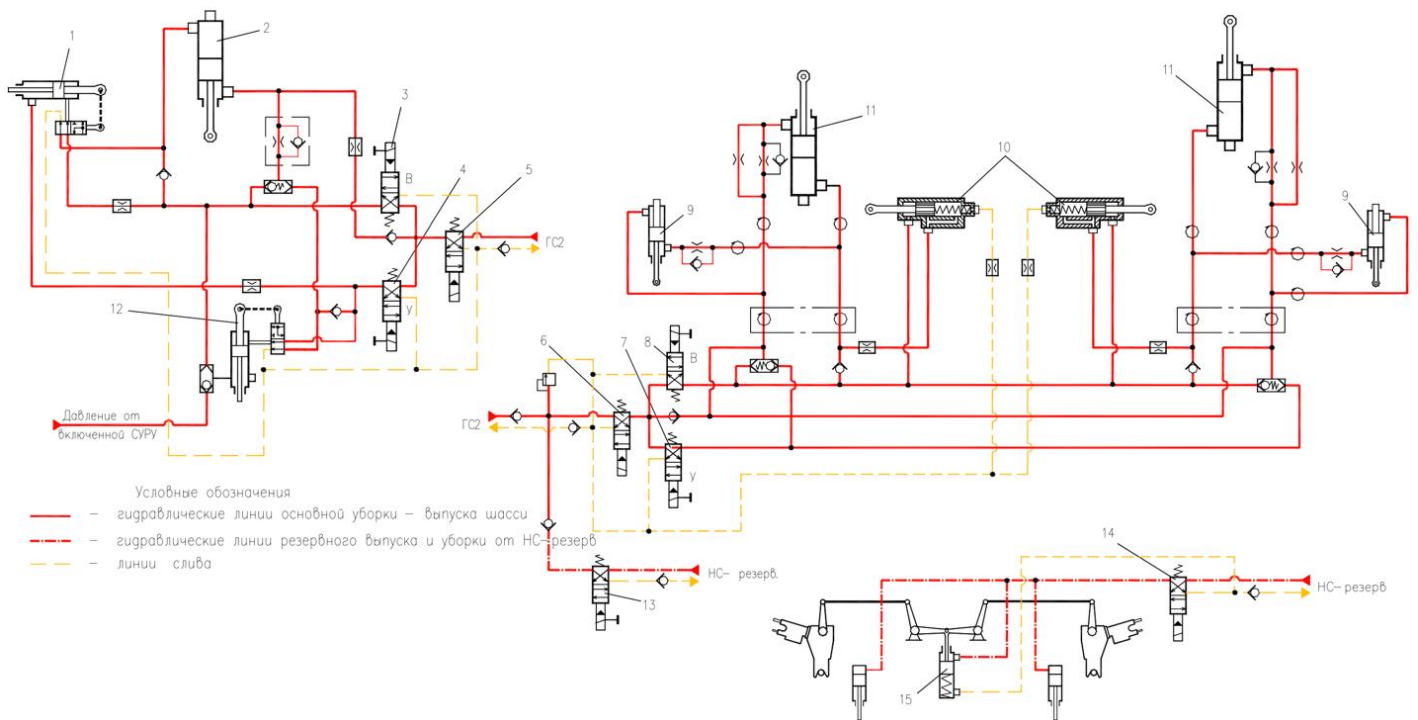 1
2
3
В
4
5
ГС2
У
12
Давление от
включенной СУРУ
Условные обозначения
– гидравлические линии основной уборки – выпуска шасси
– гидравлические линии резервного выпуска и уборки от НС–резерв
– линии слива
11
11
10
9
9
8
В
7
6
ГС2
У
НС– резерв.
13
14
НС–резерв
15